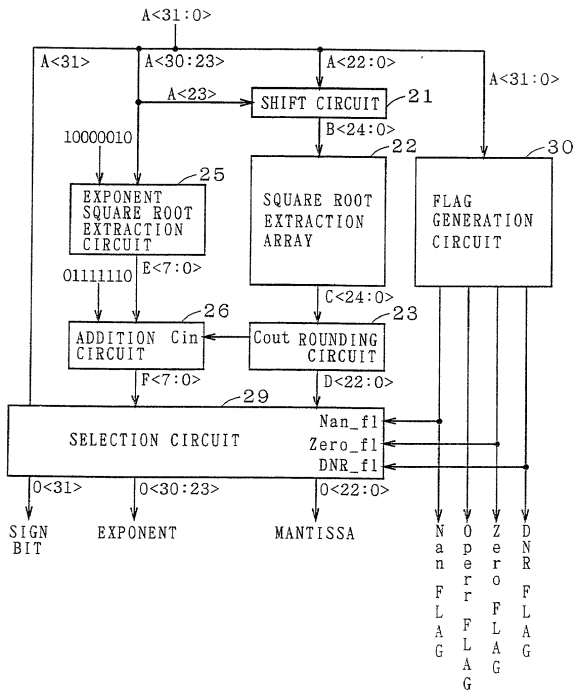 A<31:0>
A<31>
A<30:23>
A<22:0>
A<31:0>
A<23>
SHIFT CIRCUIT
21
10000010
B<24:0>
22
30
25
EXPONENT
SQUARE ROOT
EXTRACTION
CIRCUIT
SQUARE ROOT
EXTRACTION
ARRAY
FLAG
GENERATION
CIRCUIT
E<7:0>
01111110
C<24:0>
26
23
ADDITION Cin
CIRCUIT
Cout ROUNDING
CIRCUIT
F<7:0>
D<22:0>
29
SELECTION CIRCUIT
Nan_fl
Zero_fl
DNR_fl
O<31>
O<30:23>
O<22:0>
SIGN
BIT
EXPONENT
MANTISSA
Nan FLAG
Operr FLAG
Zero FLAG
DNR FLAG